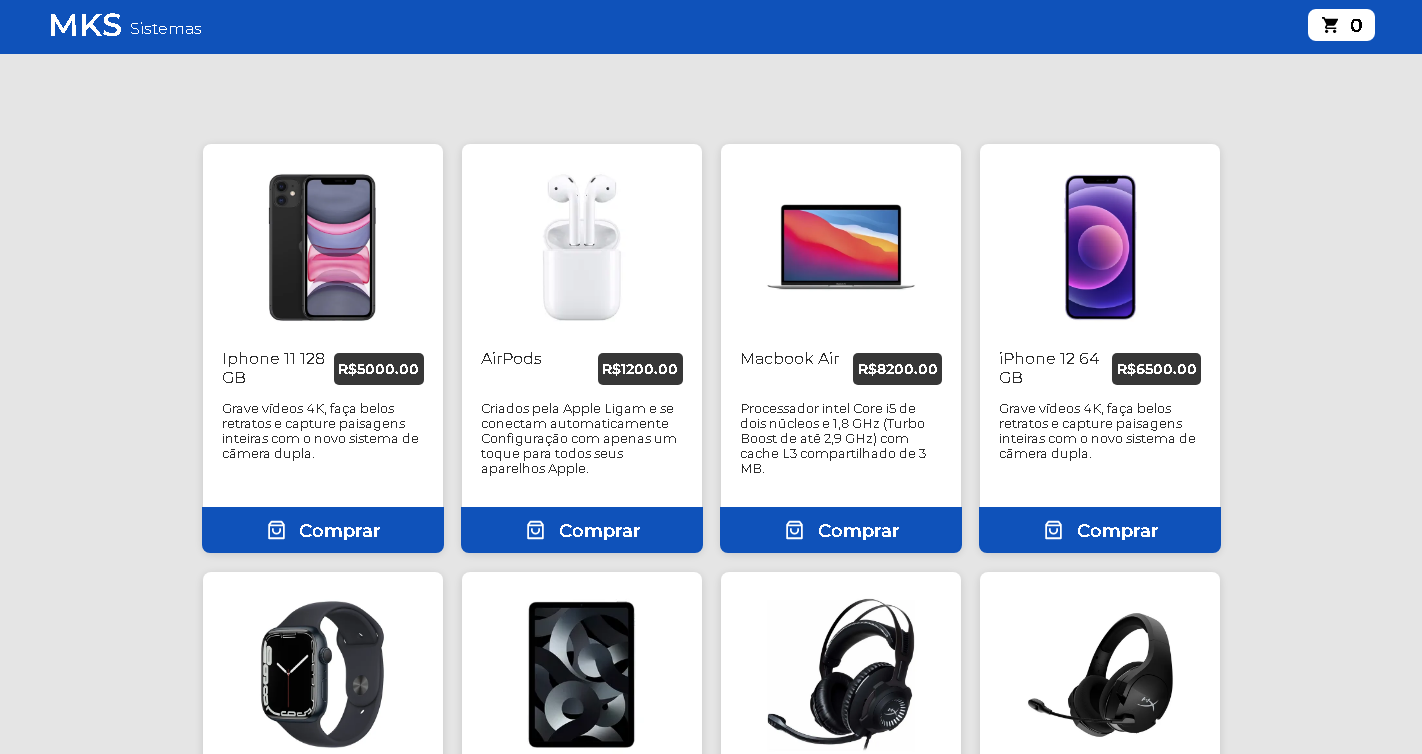 MKS Sistemas
0
Iphone 11 128
GB
R$5000.00
Grave vídeos 4K, faça belos
retratos e capture paisagens
inteiras com o novo sistema de
câmera dupla.
Comprar
AirPods
R$1200.00
Criados pela Apple Ligam e se
conectam automaticamente
Configuração com apenas um
toque para todos seus
aparelhos Apple.
Comprar
Macbook Air
R$8200.00
Processador intel Core i5 de
dois núcleos e 1,8 GHz (Turbo
Boost de até 2,9 GHz) com
cache L3 compartilhado de 3
MB.
Comprar
iPhone 12 64
GB
R$6500.00
Grave vídeos 4K, faça belos
retratos e capture paisagens
inteiras com o novo sistema de
câmera dupla.
Comprar